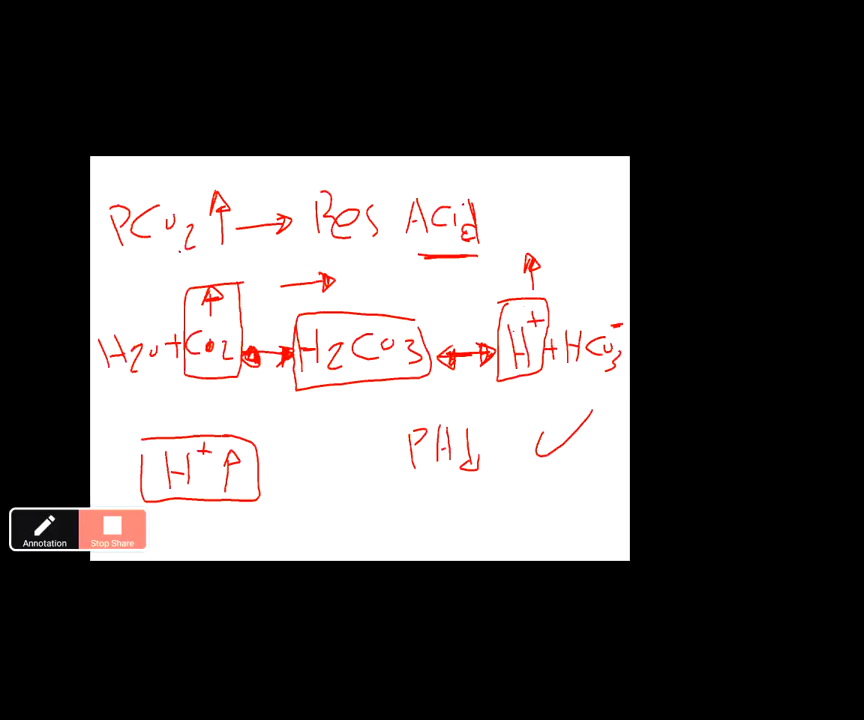 PCO2 ↑ → Res Acid
→ ↑
H2O + CO2 ↔ H2CO3 ↔ H+ + HCO3-
H+ ↑ PH↓ ✓
Annotation Stop Share